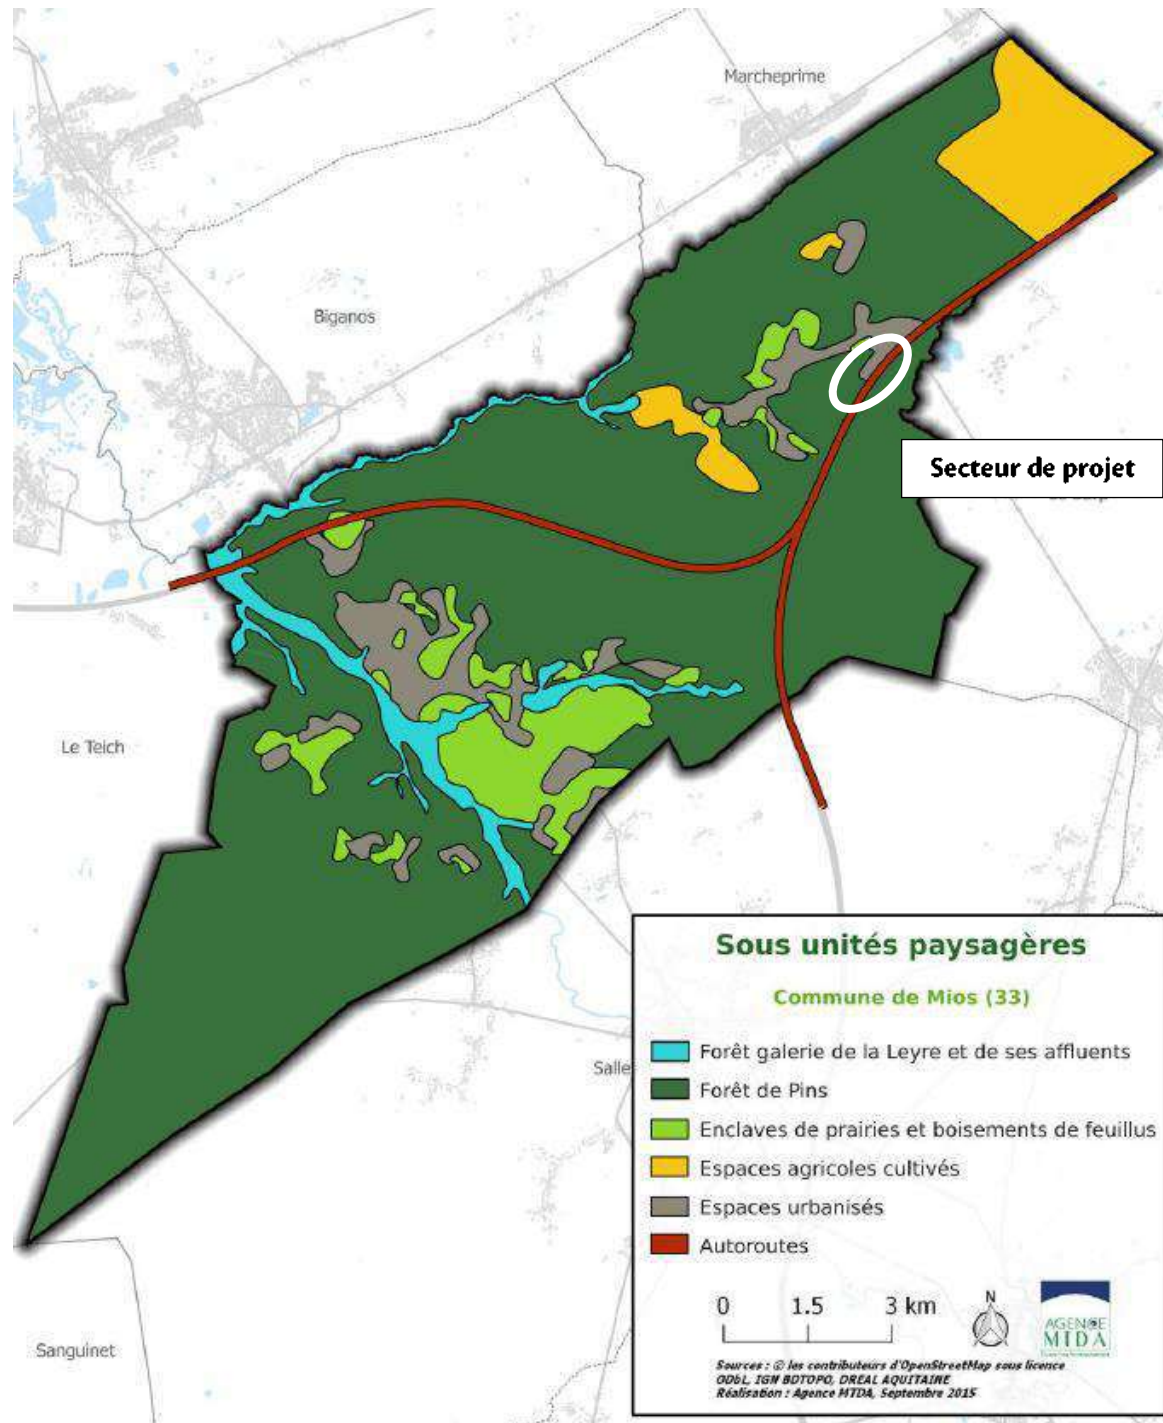 Marcheprime
Biganos
Secteur de projet
Le Teich
Sous unités paysagères
Commune de Mios (33)
Forêt galerie de la Leyre et de ses affluents
Salle
Forêt de Pins
Enclaves de prairies et boisements de feuillus
Espaces agricoles cultivés
Espaces urbanisés
Autoroutes
0 1.5 3 km
N
AGENCE
MTDA
Sanguinet
Sources : © les contributeurs d'OpenStreetMap sous licence
ODbL, IGN BDTOPO, DREAL AQUITAINE
Réalisation : Agence MTDA, Septembre 2015